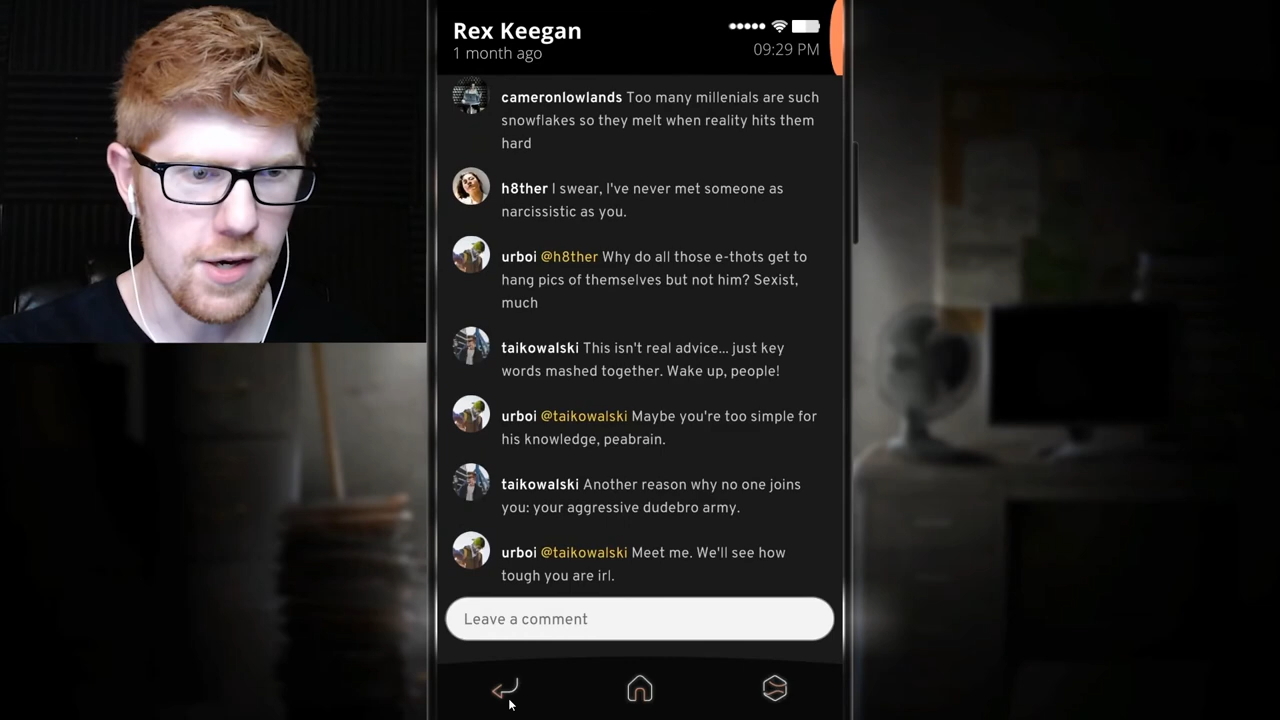 Rex Keegan
1 month ago
09:29 PM
cameronlowlands Too many millenials are such
snowflakes so they melt when reality hits them
hard
h8ther I swear, I've never met someone as
narcissistic as you.
urboi @h8ther Why do all those e-thots get to
hang pics of themselves but not him? Sexist,
much
taikowalski This isn't real advice... just key
words mashed together. Wake up, people!
urboi @taikowalski Maybe you're too simple for
his knowledge, peabrain.
taikowalski Another reason why no one joins
you: your aggressive dudebro army.
urboi @taikowalski Meet me. We'll see how
tough you are irl.
Leave a comment